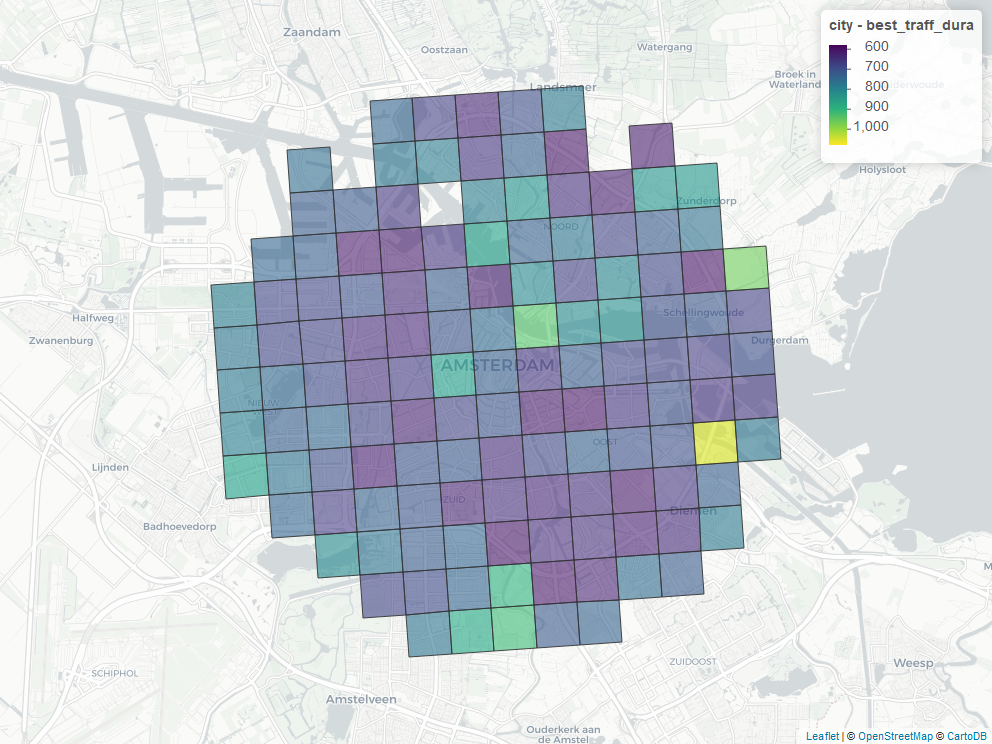 Zaandam
Oostzaan
Watergang
Landsmeer
Broek in
Waterland
city - best_traff_dura
600
700
800
900
1,000
Holysloot
Zunderdorp
NOORD
Halfweg
Zwanenburg
Schellingwoude
Durgerdam
AMSTERDAM
NIEUW
WEST
OOST
Lijnden
ZUID
Badhoevedorp
Diemen
SCHIPHOL
ZUIDOOST
Weesp
Amstelveen
Ouderkerk aan
de Amstel
Leaflet | © OpenStreetMap © CartoDB